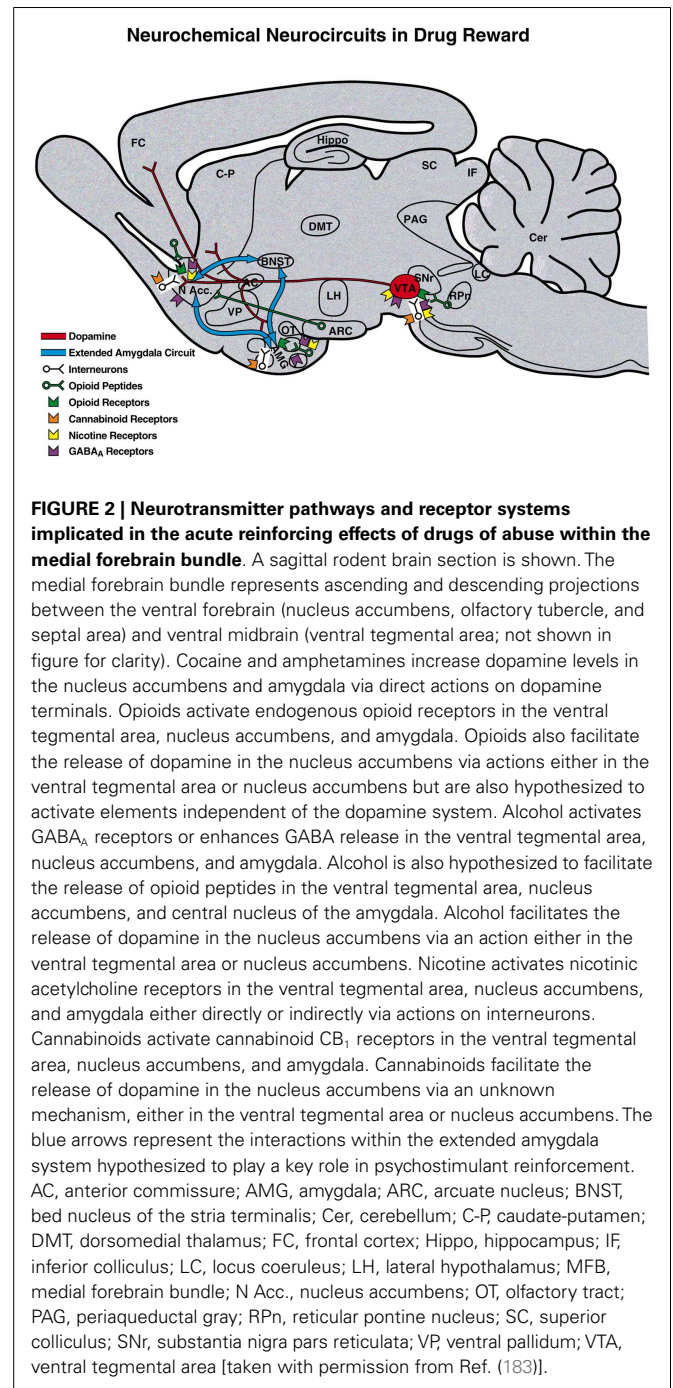 Neurochemical Neurocircuits in Drug Reward
FC
Hippo
C-P
SC
IF
DMT
PAG
Cer
BNST
SNr
LC
N Acc.
AC
VTA
LH
RPn
VP
OT
ARC
AMG
Dopamine
Extended Amygdala Circuit
Interneurons
Opioid Peptides
Opioid Receptors
Cannabinoid Receptors
Nicotine Receptors
GABAA Receptors
FIGURE 2 | Neurotransmitter pathways and receptor systems
implicated in the acute reinforcing effects of drugs of abuse within the
medial forebrain bundle. A sagittal rodent brain section is shown. The
medial forebrain bundle represents ascending and descending projections
between the ventral forebrain (nucleus accumbens, olfactory tubercle, and
septal area) and ventral midbrain (ventral tegmental area; not shown in
figure for clarity). Cocaine and amphetamines increase dopamine levels in
the nucleus accumbens and amygdala via direct actions on dopamine
terminals. Opioids activate endogenous opioid receptors in the ventral
tegmental area, nucleus accumbens, and amygdala. Opioids also facilitate
the release of dopamine in the nucleus accumbens via actions either in the
ventral tegmental area or nucleus accumbens but are also hypothesized to
activate elements independent of the dopamine system. Alcohol activates
GABAA receptors or enhances GABA release in the ventral tegmental area,
nucleus accumbens, and amygdala. Alcohol is also hypothesized to facilitate
the release of opioid peptides in the ventral tegmental area, nucleus
accumbens, and central nucleus of the amygdala. Alcohol facilitates the
release of dopamine in the nucleus accumbens via an action either in the
ventral tegmental area or nucleus accumbens. Nicotine activates nicotinic
acetylcholine receptors in the ventral tegmental area, nucleus accumbens,
and amygdala either directly or indirectly via actions on interneurons.
Cannabinoids activate cannabinoid CB1 receptors in the ventral tegmental
area, nucleus accumbens, and amygdala. Cannabinoids facilitate the
release of dopamine in the nucleus accumbens via an unknown
mechanism, either in the ventral tegmental area or nucleus accumbens. The
blue arrows represent the interactions within the extended amygdala
system hypothesized to play a key role in psychostimulant reinforcement.
AC, anterior commissure; AMG, amygdala; ARC, arcuate nucleus; BNST,
bed nucleus of the stria terminalis; Cer, cerebellum; C-P, caudate-putamen;
DMT, dorsomedial thalamus; FC, frontal cortex; Hippo, hippocampus; IF,
inferior colliculus; LC, locus coeruleus; LH, lateral hypothalamus; MFB,
medial forebrain bundle; N Acc., nucleus accumbens; OT, olfactory tract;
PAG, periaqueductal gray; RPn, reticular pontine nucleus; SC, superior
colliculus; SNr, substantia nigra pars reticulata; VP, ventral pallidum; VTA,
ventral tegmental area [taken with permission from Ref. (183)].